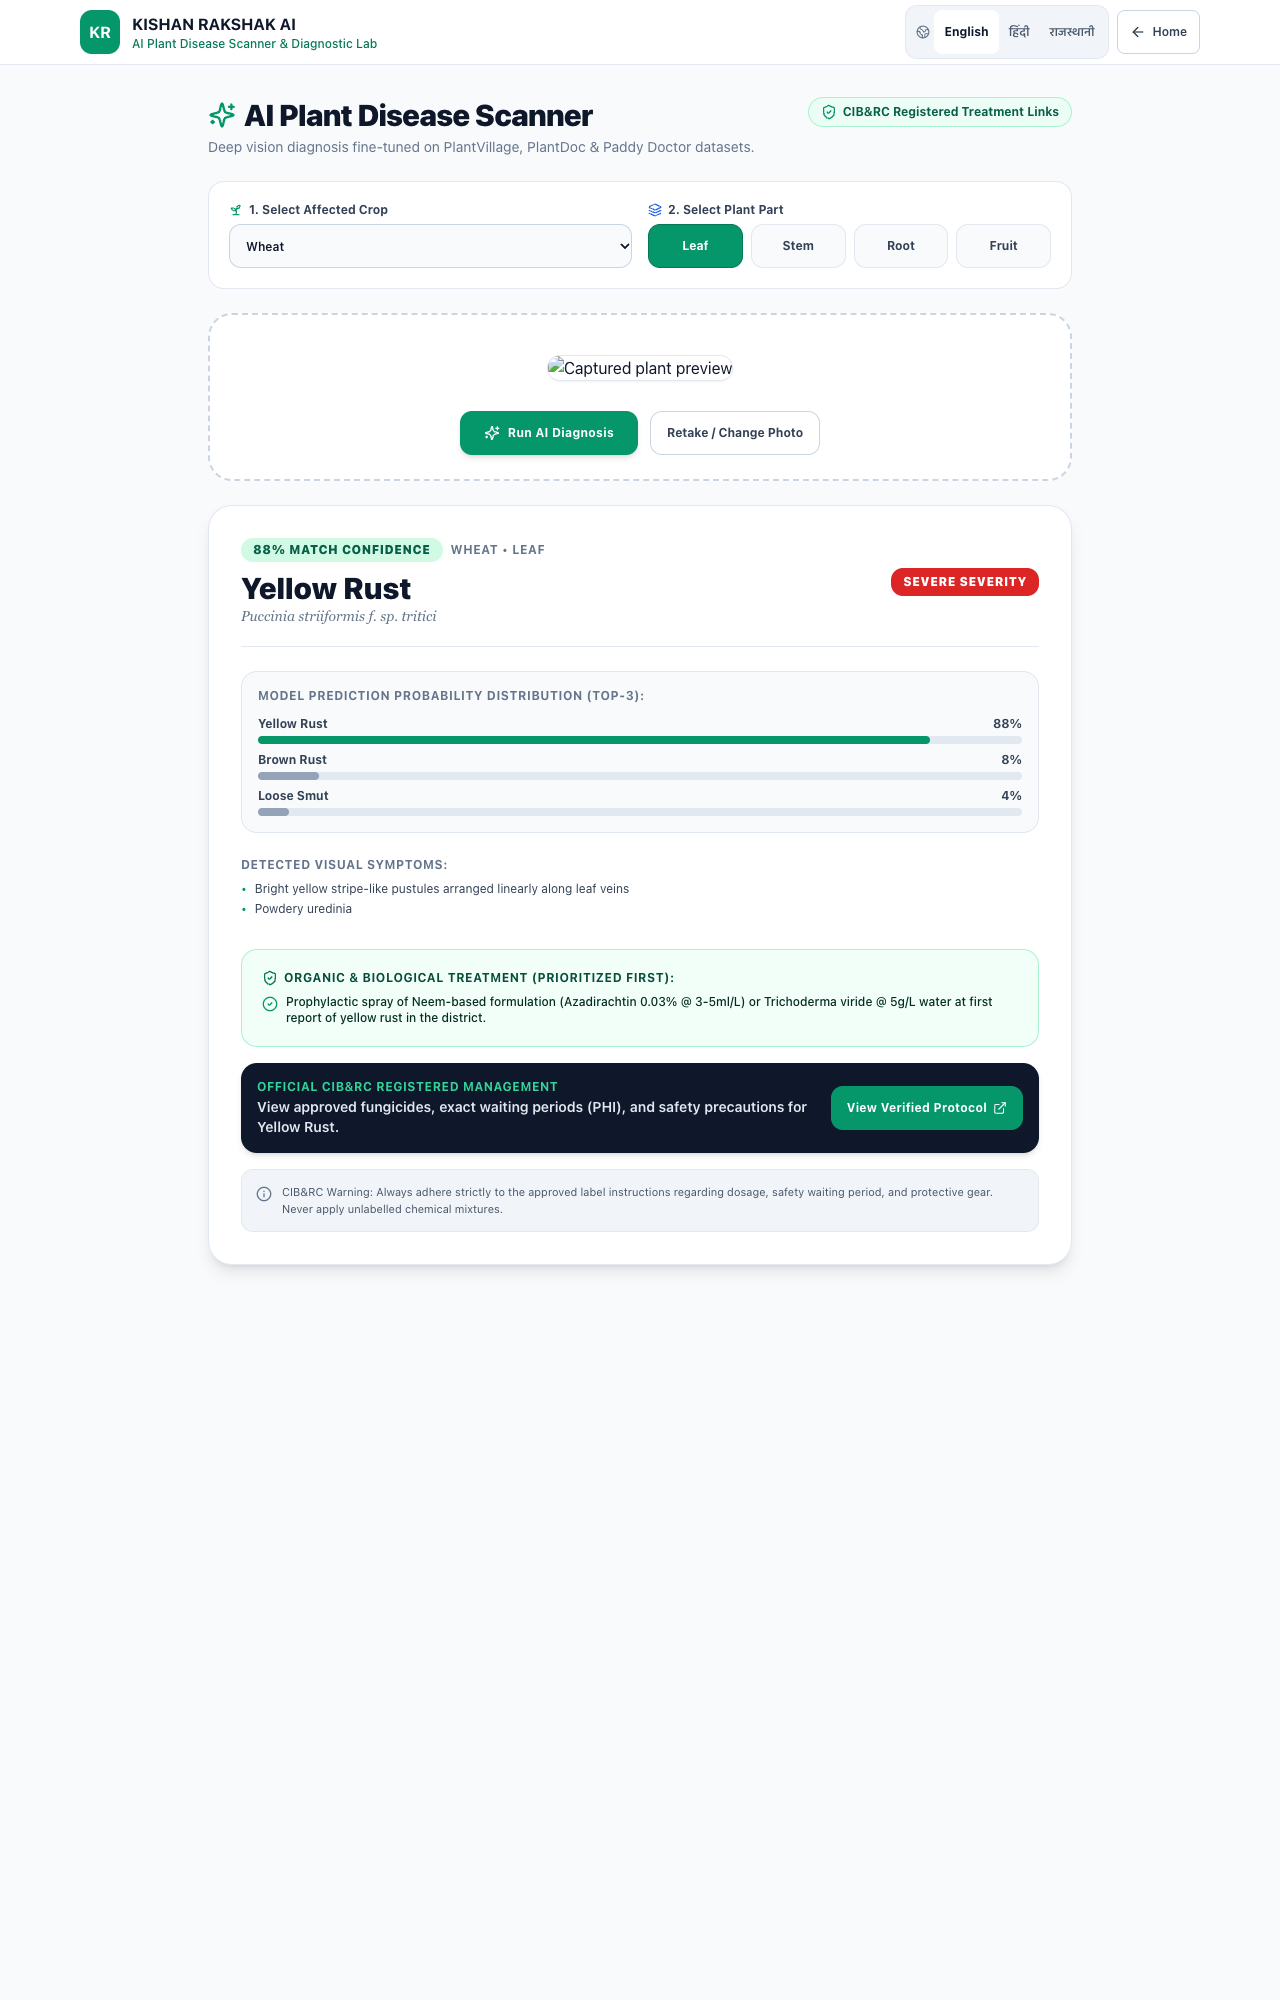 KR
KISHAN RAKSHAK AI
AI Plant Disease Scanner & Diagnostic Lab
English
हिंदी
राजस्थानी
Home
AI Plant Disease Scanner
CIB&RC Registered Treatment Links
Deep vision diagnosis fine-tuned on PlantVillage, PlantDoc & Paddy Doctor datasets.
1. Select Affected Crop
2. Select Plant Part
Wheat
Leaf
Stem
Root
Fruit
Captured plant preview
Run AI Diagnosis
Retake / Change Photo
88% MATCH CONFIDENCE
WHEAT • LEAF
Yellow Rust
SEVERE SEVERITY
Puccinia striiformis f. sp. tritici
MODEL PREDICTION PROBABILITY DISTRIBUTION (TOP-3):
Yellow Rust 88%
Brown Rust 8%
Loose Smut 4%
DETECTED VISUAL SYMPTOMS:
• Bright yellow stripe-like pustules arranged linearly along leaf veins
• Powdery uredinia
ORGANIC & BIOLOGICAL TREATMENT (PRIORITIZED FIRST):
Prophylactic spray of Neem-based formulation (Azadirachtin 0.03% @ 3-5ml/L) or Trichoderma viride @ 5g/L water at first
report of yellow rust in the district.
OFFICIAL CIB&RC REGISTERED MANAGEMENT
View approved fungicides, exact waiting periods (PHI), and safety precautions for
Yellow Rust.
View Verified Protocol
CIB&RC Warning: Always adhere strictly to the approved label instructions regarding dosage, safety waiting period, and protective gear.
Never apply unlabelled chemical mixtures.